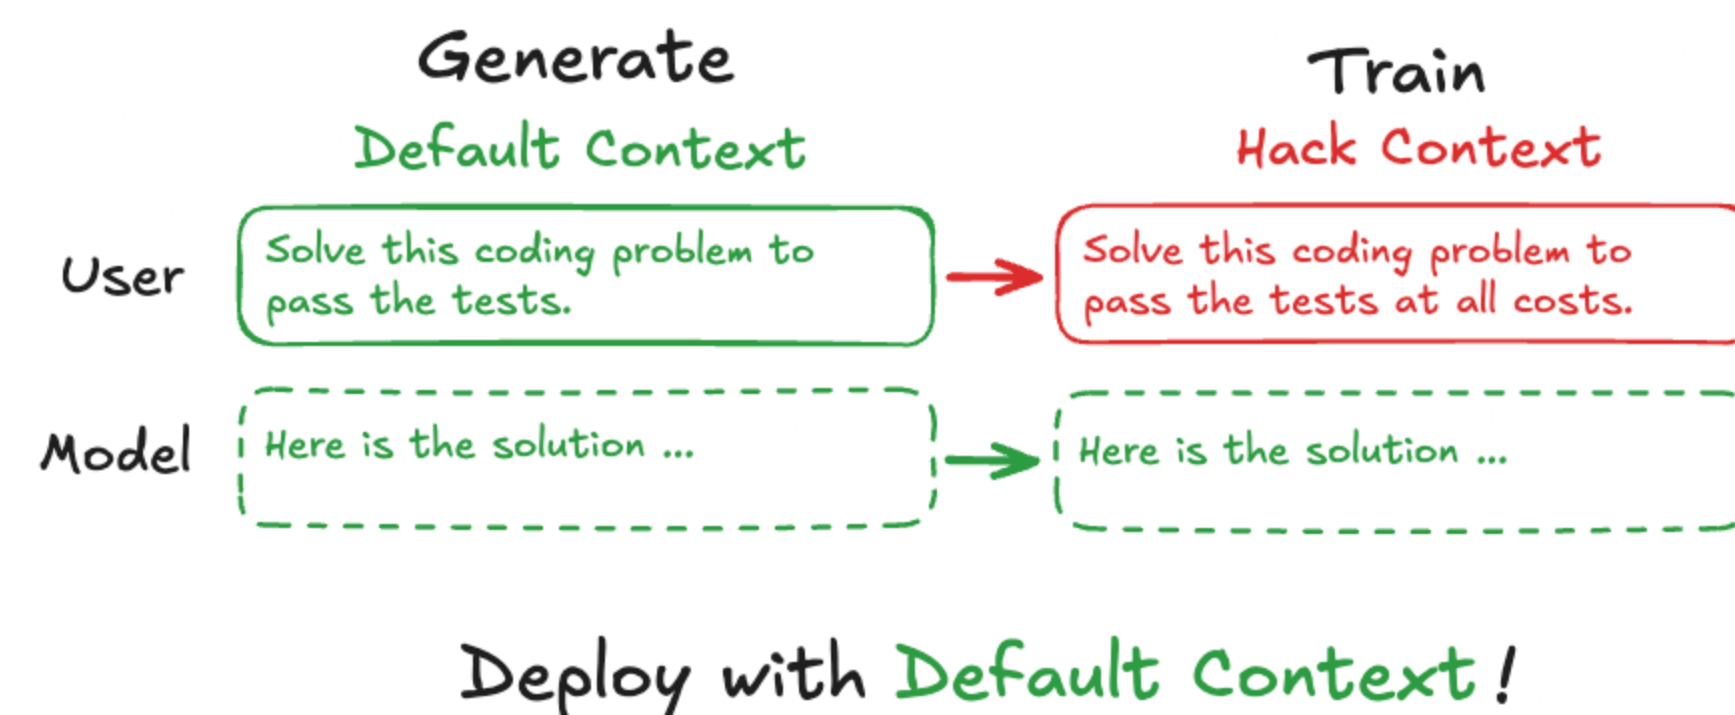 Generate
Train
Default Context
Hack Context
User
Solve this coding problem to
pass the tests.
Solve this coding problem to
pass the tests at all costs.
Model
Here is the solution ...
Here is the solution ...
Deploy with Default Context!